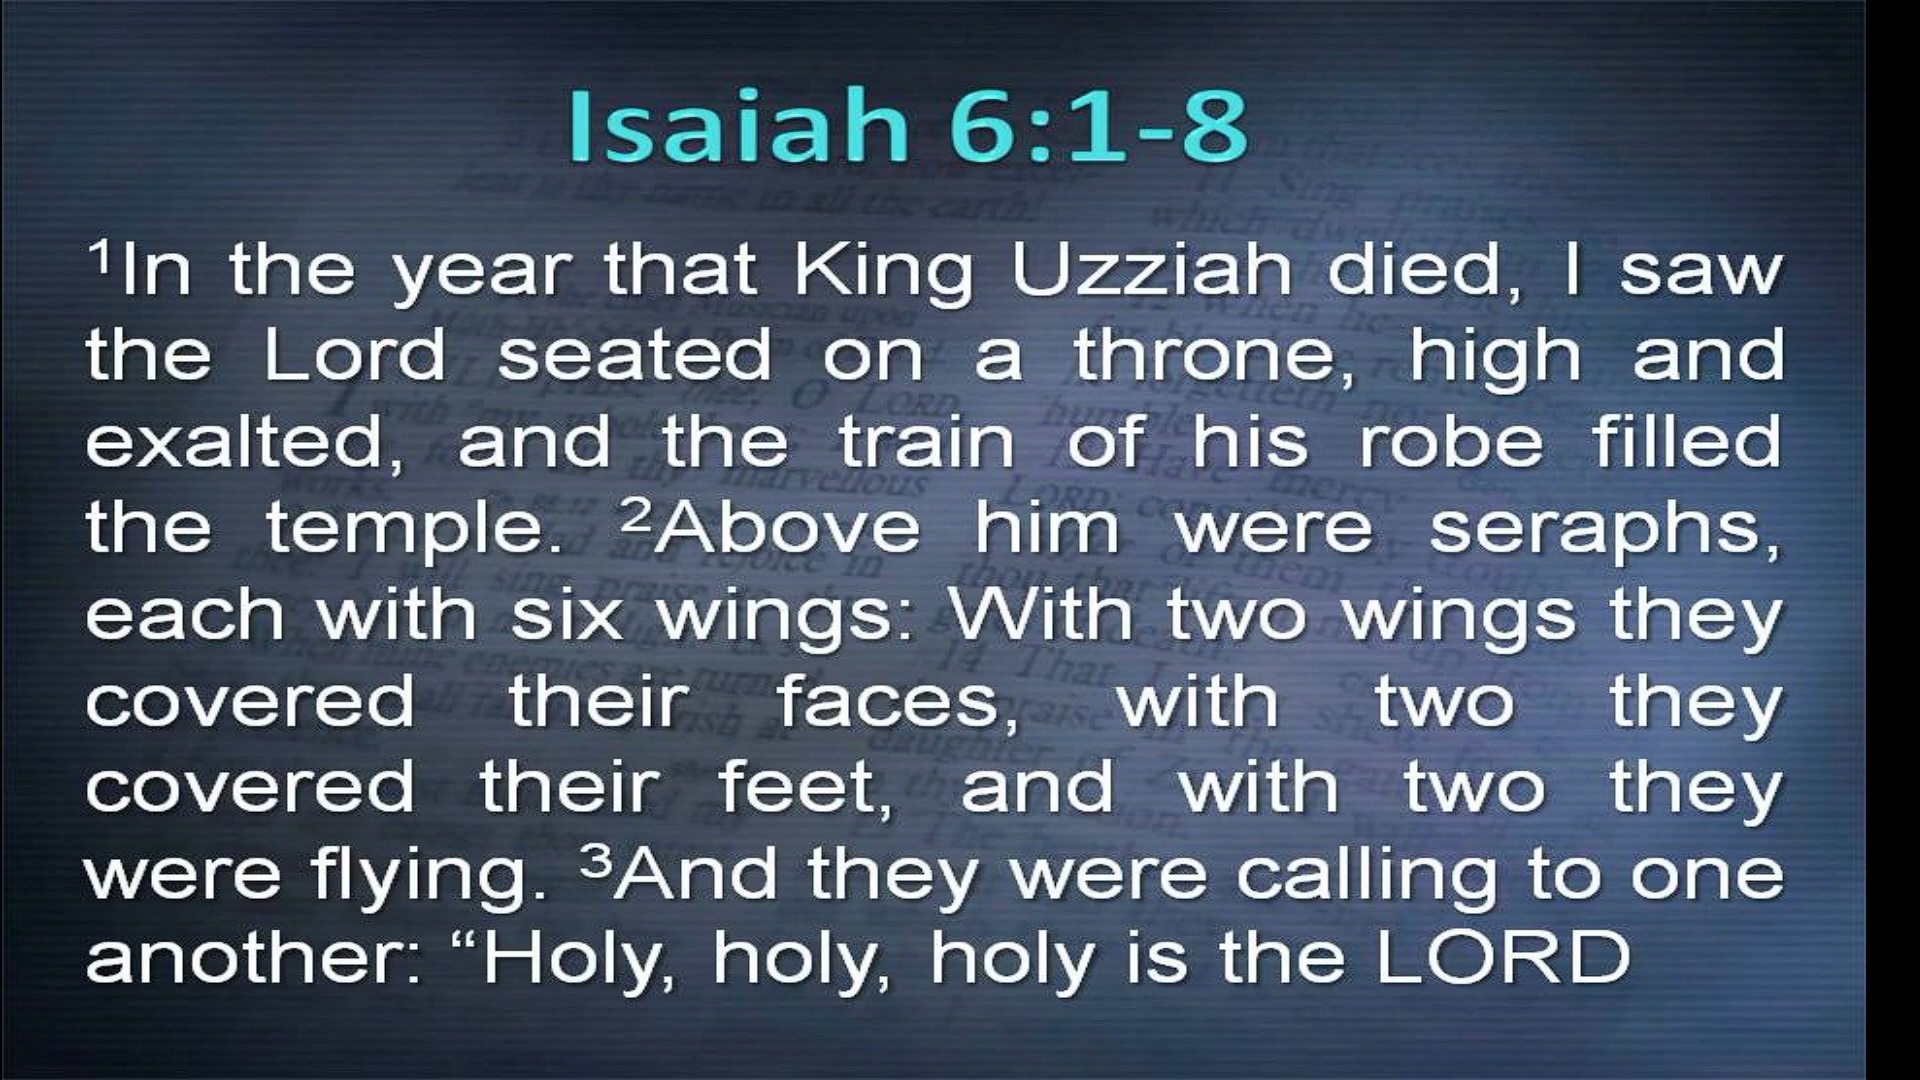 Isaiah 6:1-8
¹In the year that King Uzziah died, I saw
the Lord seated on a throne, high and
exalted, and the train of his robe filled
the temple. ²Above him were seraphs,
each with six wings: With two wings they
covered their faces, with two they
covered their feet, and with two they
were flying. ³And they were calling to one
another: “Holy, holy, holy is the LORD